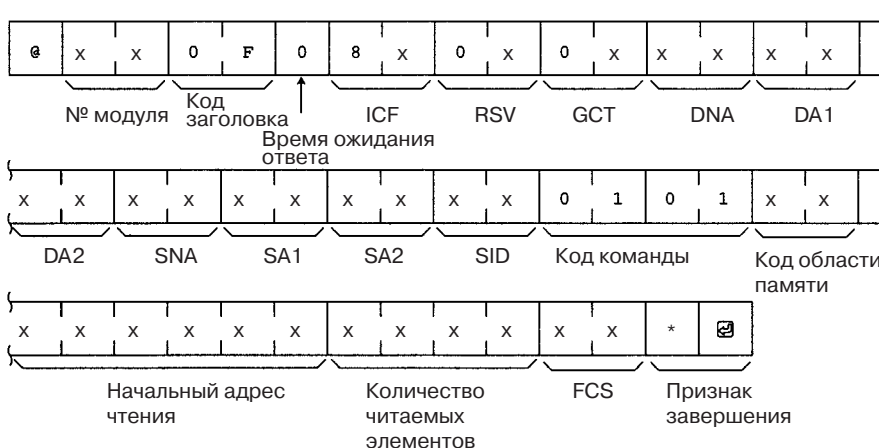 @ x x 0 F 0 8 x 0 x 0 x x x x x
№ модуля Код заголовка Время ожидания ответа ICF RSV GCT DNA DA1
x x x x x x x x x x 0 1 0 1 x x
DA2 SNA SA1 SA2 SID Код команды Код области памяти
x x x x x x x x x x x x *
Начальный адрес чтения Количество читаемых элементов FCS Признак завершения